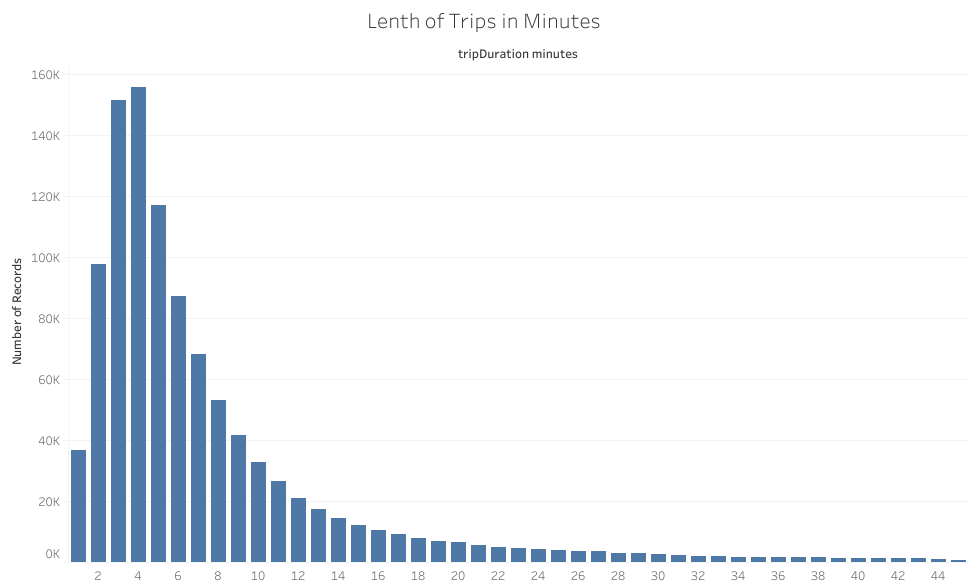 Lenth of Trips in Minutes
tripDuration minutes
160K
140K
120K
100K
80K
60K
40K
20K
0K
Number of Records
2 4 6 8 10 12 14 16 18 20 22 24 26 28 30 32 34 36 38 40 42 44